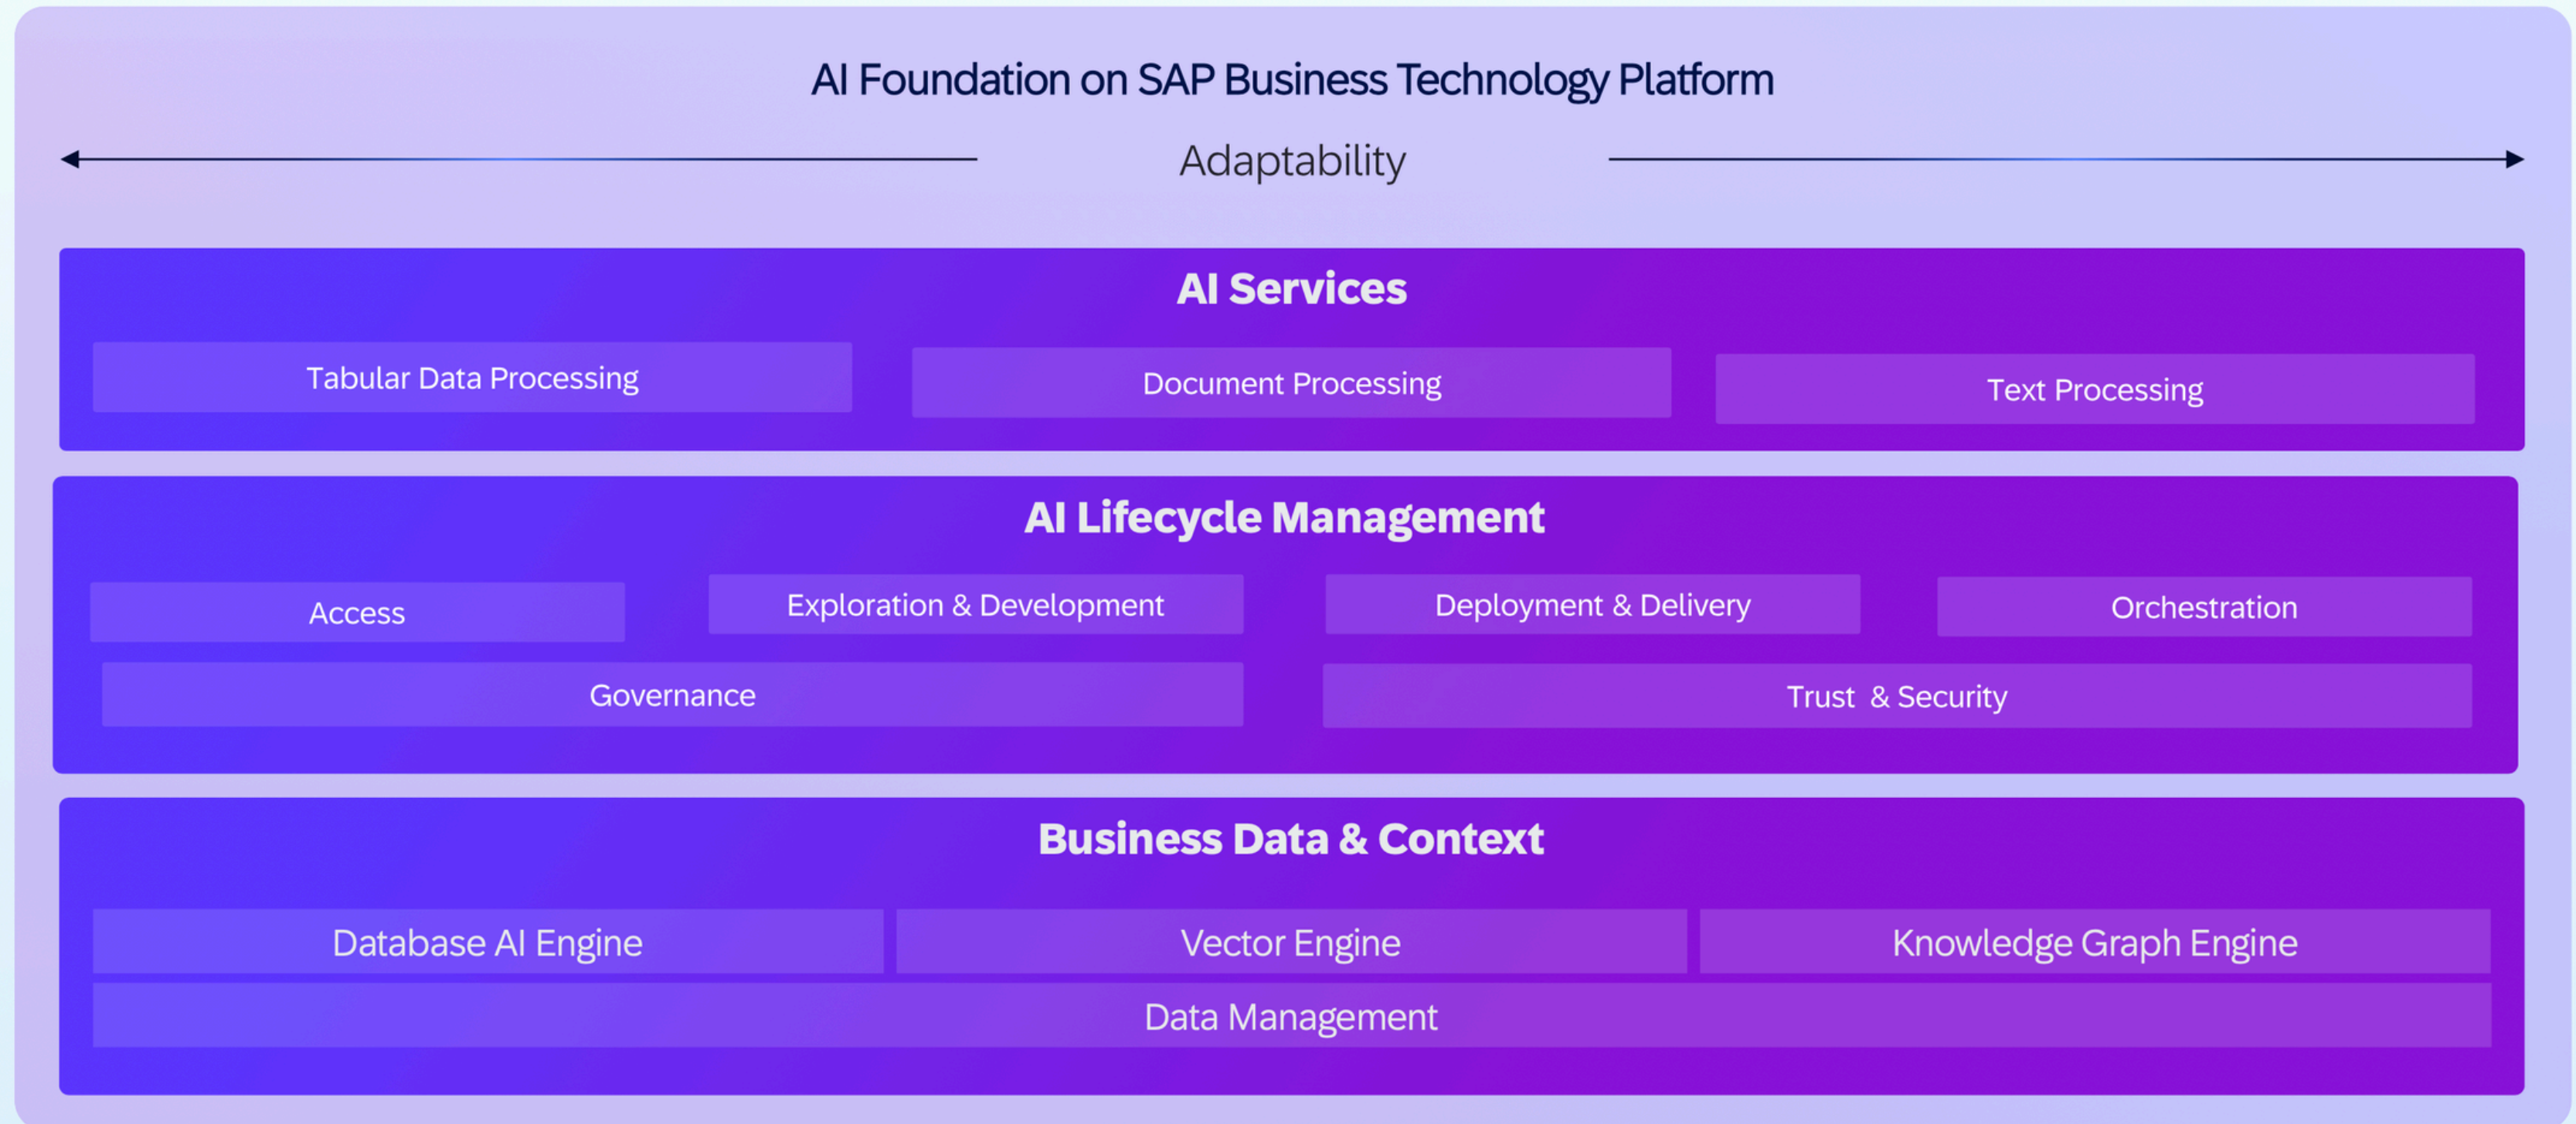 AI Foundation on SAP Business Technology Platform
Adaptability
AI Services
Tabular Data Processing
Document Processing
Text Processing
AI Lifecycle Management
Access
Exploration & Development
Deployment & Delivery
Orchestration
Governance
Trust & Security
Business Data & Context
Database AI Engine
Vector Engine
Knowledge Graph Engine
Data Management